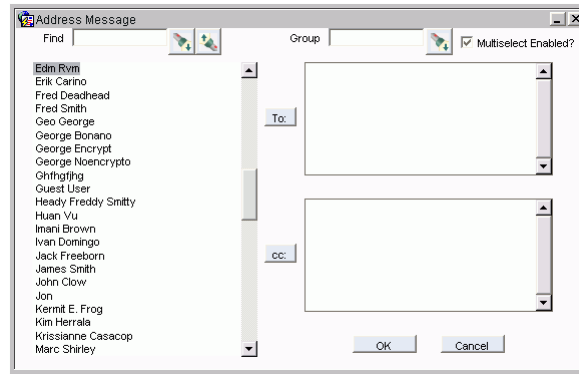 Address Message
Find
Group
Multiselect Enabled?
Edm Rvm
Erik Carino
Fred Deadhead
Fred Smith
Geo George
George Bonano
George Encrypt
George Noencrypto
Ghfhgfjhg
Guest User
Heady Freddy Smitty
Huan Vu
Imani Brown
Ivan Domingo
Jack Freeborn
James Smith
John Clow
Jon
Kermit E. Frog
Kim Herrala
Krissianne Casacop
Marc Shirley
To:
cc:
OK
Cancel